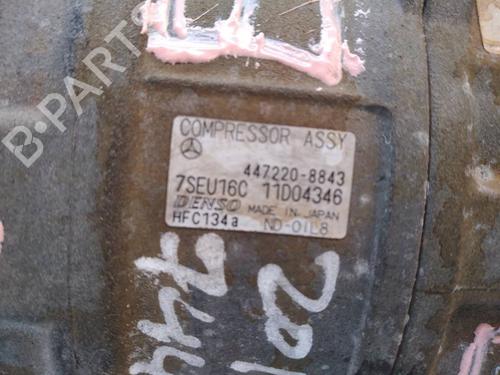 B-PARTS
COMPRESSOR ASSY
447220-8843
7SEU16C 11D04346
DENSO MADE IN JAPAN
HFC134a ND-OIL8